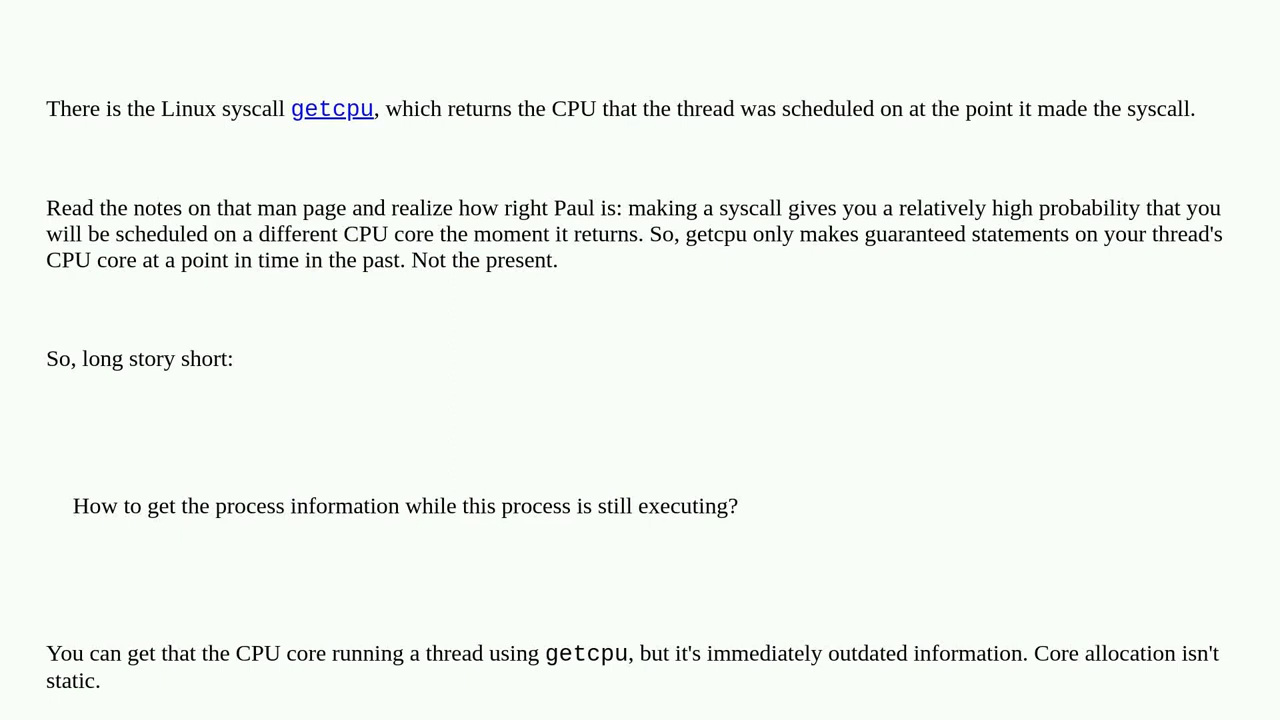 There is the Linux syscall getcpu, which returns the CPU that the thread was scheduled on at the point it made the syscall.
Read the notes on that man page and realize how right Paul is: making a syscall gives you a relatively high probability that you
will be scheduled on a different CPU core the moment it returns. So, getcpu only makes guaranteed statements on your thread's
CPU core at a point in time in the past. Not the present.
So, long story short:
How to get the process information while this process is still executing?
You can get that the CPU core running a thread using getcpu, but it's immediately outdated information. Core allocation isn't
static.